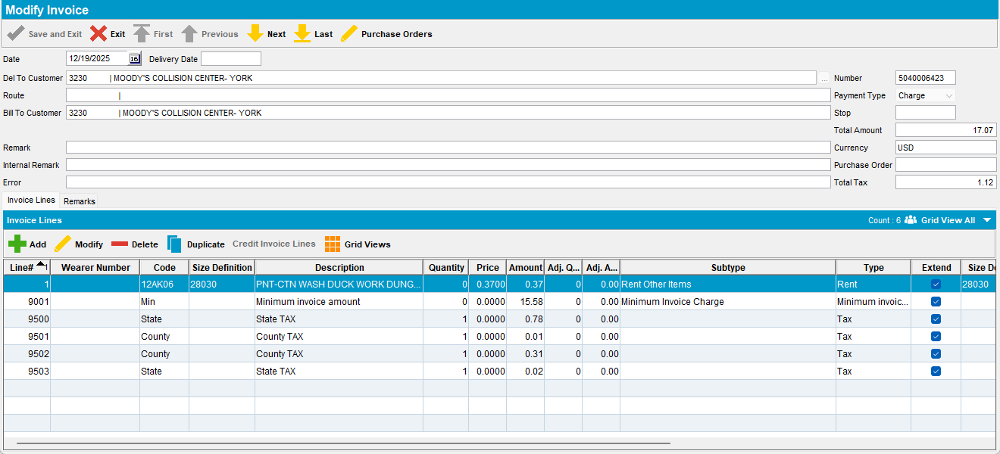 Modify Invoice
Save and Exit Exit First Previous Next Last Purchase Orders
Date 12/19/2025 16 Delivery Date
Del To Customer 3230 | MOODY'S COLLISION CENTER- YORK ... Number 5040006423
Route | Payment Type Charge
Bill To Customer 3230 | MOODY'S COLLISION CENTER- YORK Stop
Total Amount 17.07
Remark Currency USD
Internal Remark Purchase Order
Error Total Tax 1.12
Invoice Lines Remarks
Invoice Lines Count : 6 Grid View All
Add Modify Delete Duplicate Credit Invoice Lines Grid Views
Line# 1 Wearer Number Code Size Definition Description Quantity Price Amount Adj. Q... Adj. A... Subtype Type Extend Size De
1 12AK06 28030 PNT-CTN WASH DUCK WORK DUNG... 0 0.3700 0.37 0 0.00 Rent Other Items Rent 28030
9001 Min Minimum invoice amount 0 0.0000 15.58 0 0.00 Minimum Invoice Charge Minimum invoic...
9500 State State TAX 1 0.0000 0.78 0 0.00 Tax
9501 County County TAX 1 0.0000 0.01 0 0.00 Tax
9502 County County TAX 1 0.0000 0.31 0 0.00 Tax
9503 State State TAX 1 0.0000 0.02 0 0.00 Tax